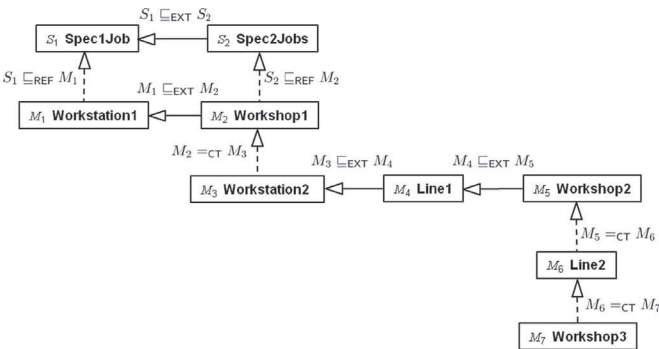 S₁ ⊑EXT S₂
S₁ Spec1Job
S₂ Spec2Jobs
S₁ ⊑REF M₁
M₁ ⊑EXT M₂
S₂ ⊑REF M₂
M₁ Workstation1
M₂ Workshop1
M₂ =CT M₃
M₃ ⊑EXT M₄
M₄ ⊑EXT M₅
M₃ Workstation2
M₄ Line1
M₅ Workshop2
M₅ =CT M₆
M₆ Line2
M₆ =CT M₇
M₇ Workshop3